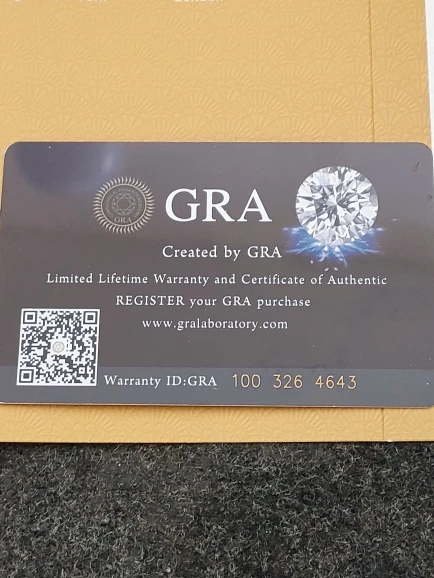 GRA
GRA
Created by GRA
Limited Lifetime Warranty and Certificate of Authentic
REGISTER your GRA purchase
www.gralaboratory.com
Warranty ID:GRA 100 326 4643